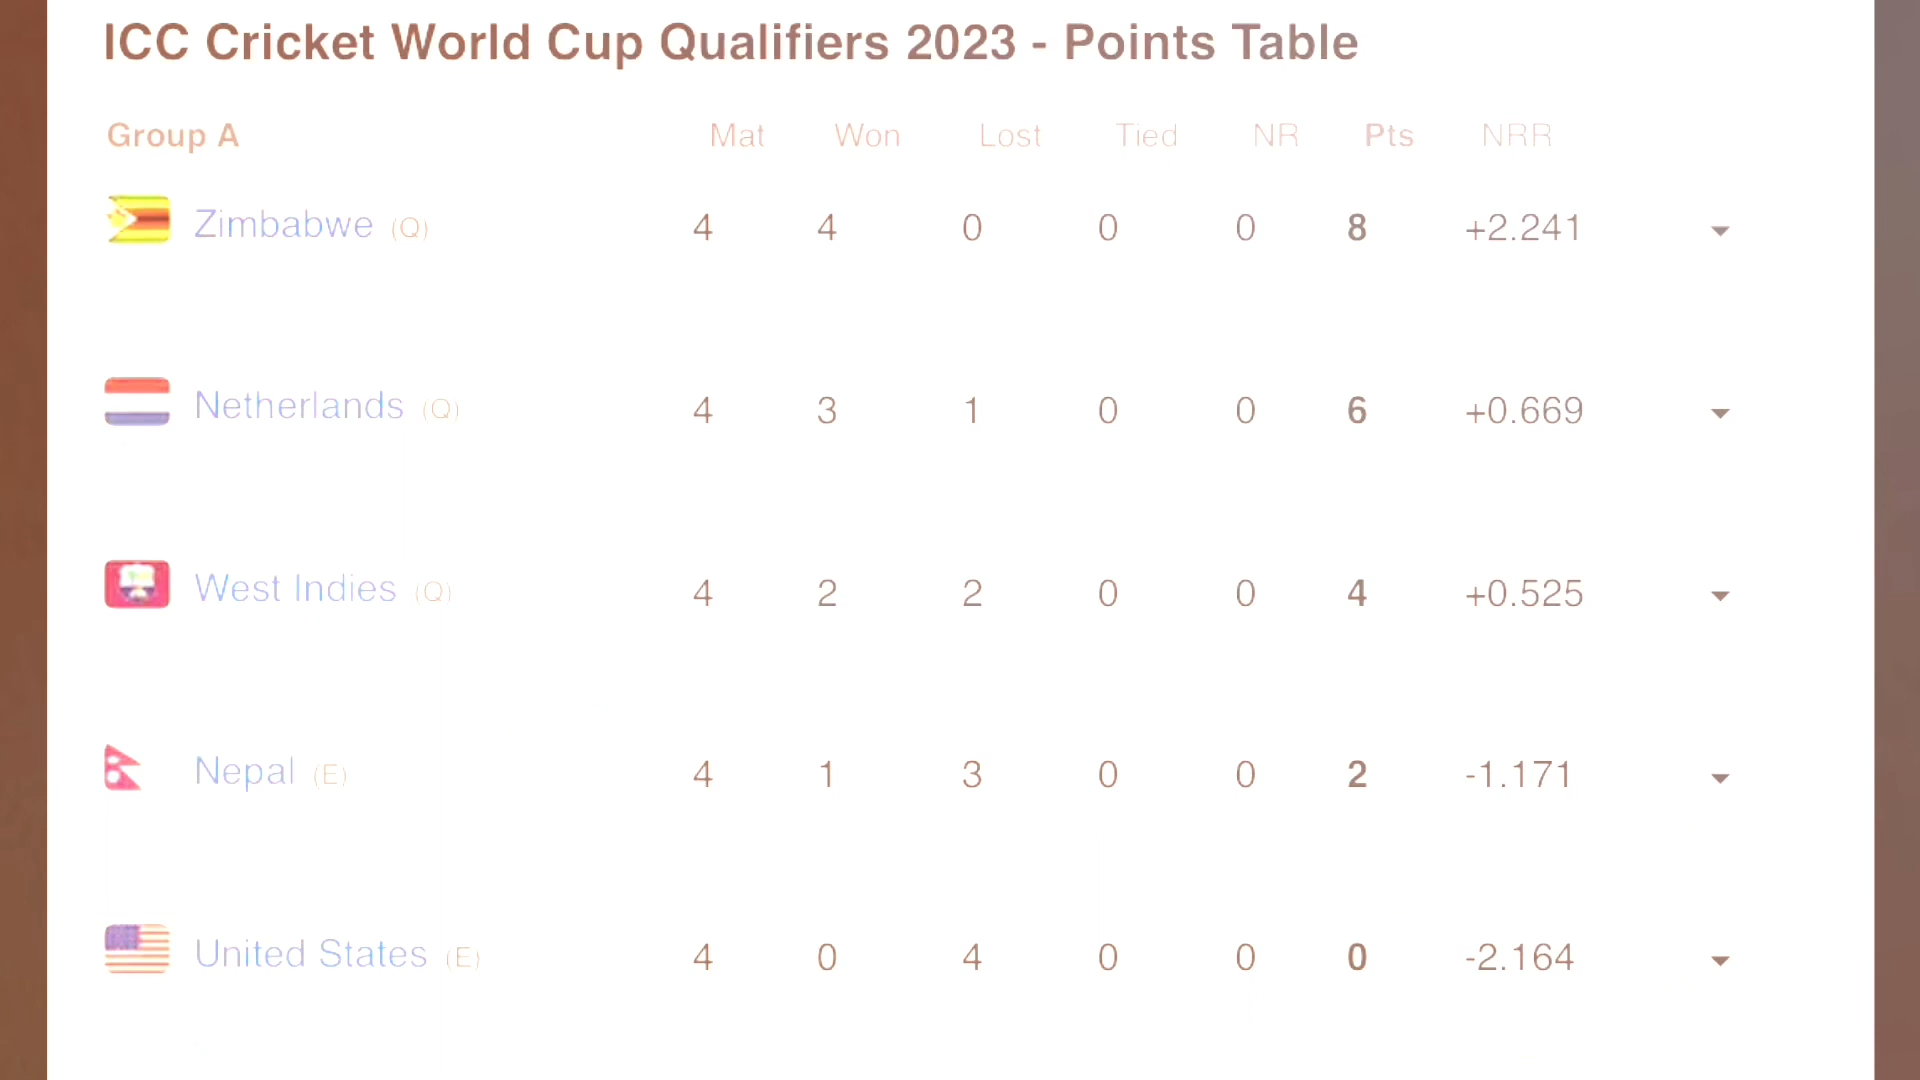 ICC Cricket World Cup Qualifiers 2023 - Points Table
Group A Mat Won Lost Tied NR Pts NRR
Zimbabwe (Q) 4 4 0 0 0 8 +2.241
Netherlands (Q) 4 3 1 0 0 6 +0.669
West Indies (Q) 4 2 2 0 0 4 +0.525
Nepal (E) 4 1 3 0 0 2 -1.171
United States (E) 4 0 4 0 0 0 -2.164